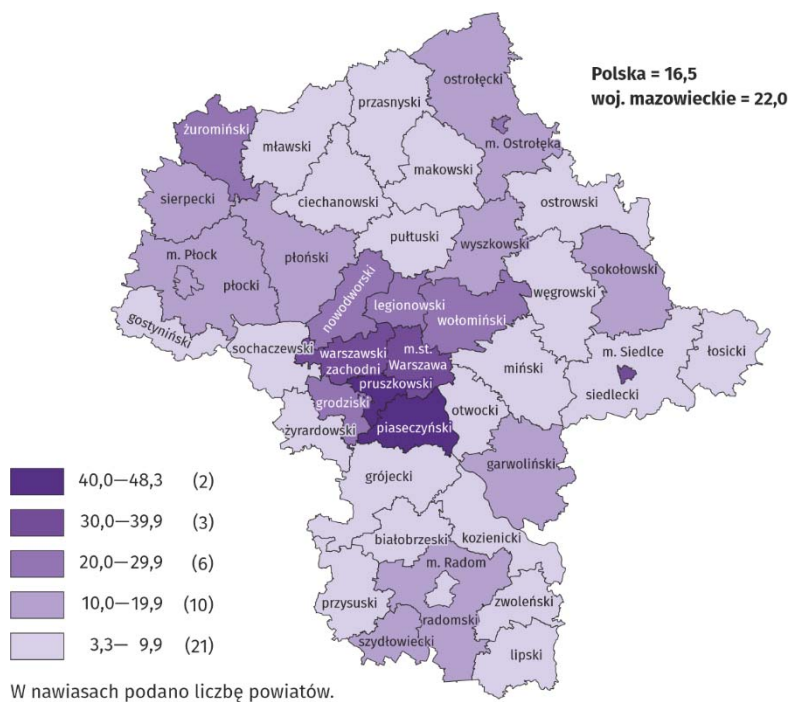 ostrołęcki
Polska = 16,5
woj. mazowieckie = 22,0
przasnyski
żuromiński
mławski
m. Ostrołęka
makowski
sierpecki
ciechanowski
ostrowski
pułtuski
wyszkowski
m. Płock
płoński
sokołowski
płocki
nowodworski
węgrowski
legionowski
wołomiński
gostyniński
sochaczewski
warszawski
zachodni
m.st.
Warszawa
m. Siedlce
łosicki
miński
pruszkowski
siedlecki
grodziski
otwocki
piaseczyński
żyrardowski
garwoliński
grójecki
40,0—48,3 (2)
30,0—39,9 (3)
20,0—29,9 (6)
10,0—19,9 (10)
3,3— 9,9 (21)
białobrzeski
kozienicki
m. Radom
przysuski
zwoleński
radomski
szydłowiecki
lipski
W nawiasach podano liczbę powiatów.